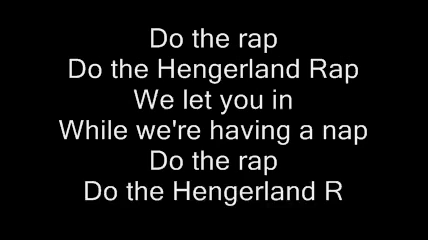 Do the rap
Do the Hengerland Rap
We let you in
While we're having a nap
Do the rap
Do the Hengerland R